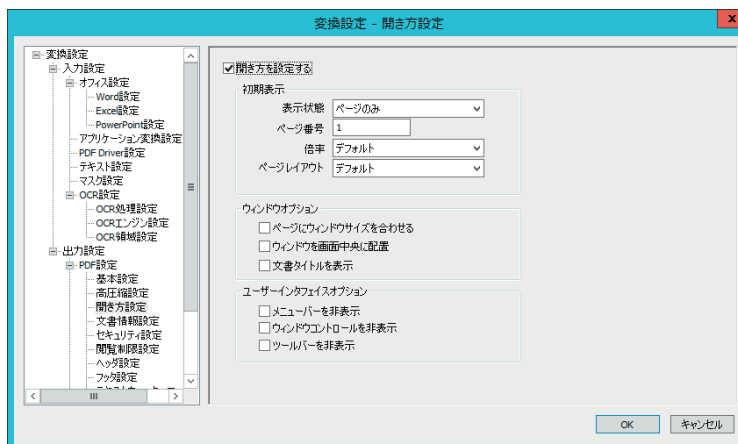 変換設定 - 開き方設定
x
変換設定
入力設定
オフィス設定
Word設定
Excel設定
PowerPoint設定
アプリケーション変換設定
PDF Driver設定
テキスト設定
マスク設定
OCR設定
OCR処理設定
OCRエンジン設定
OCR領域設定
出力設定
PDF設定
基本設定
高圧縮設定
開き方設定
文書情報設定
セキュリティ設定
閲覧制限設定
ヘッダ設定
フッタ設定
開き方を設定する
初期表示
表示状態 ページのみ
ページ番号 1
倍率 デフォルト
ページレイアウト デフォルト
ウィンドウオプション
ページにウィンドウサイズを合わせる
ウィンドウを画面中央に配置
文書タイトルを表示
ユーザーインタフェイスオプション
メニューバーを非表示
ウィンドウコントロールを非表示
ツールバーを非表示
OK キャンセル